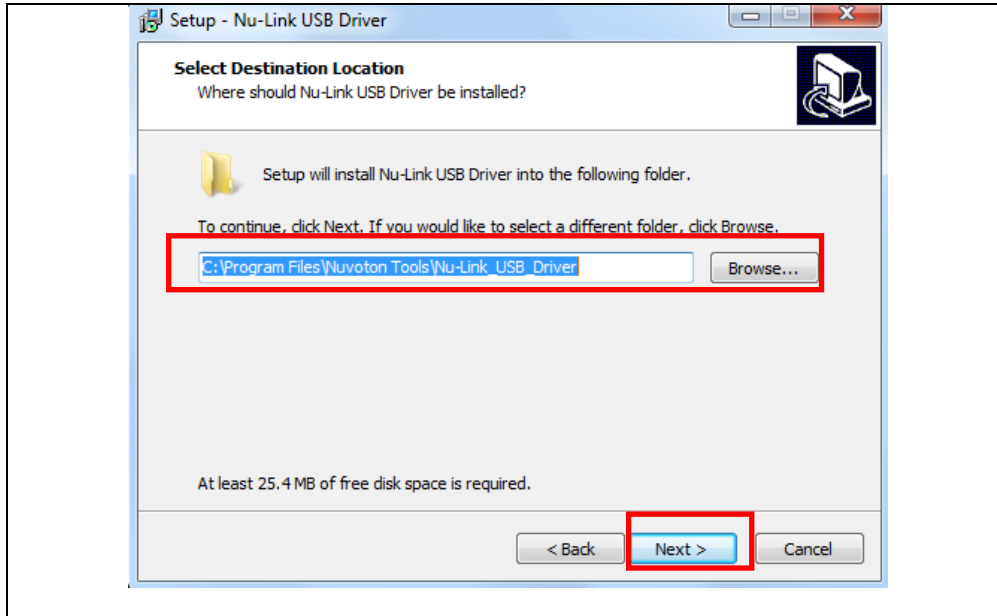 Setup - Nu-Link USB Driver
Select Destination Location
Where should Nu-Link USB Driver be installed?
Setup will install Nu-Link USB Driver into the following folder.
To continue, click Next. If you would like to select a different folder, click Browse.
C:\Program Files\Nuvoton Tools\Nu-Link_USB_Driver
Browse...
At least 25.4 MB of free disk space is required.
< Back Next > Cancel